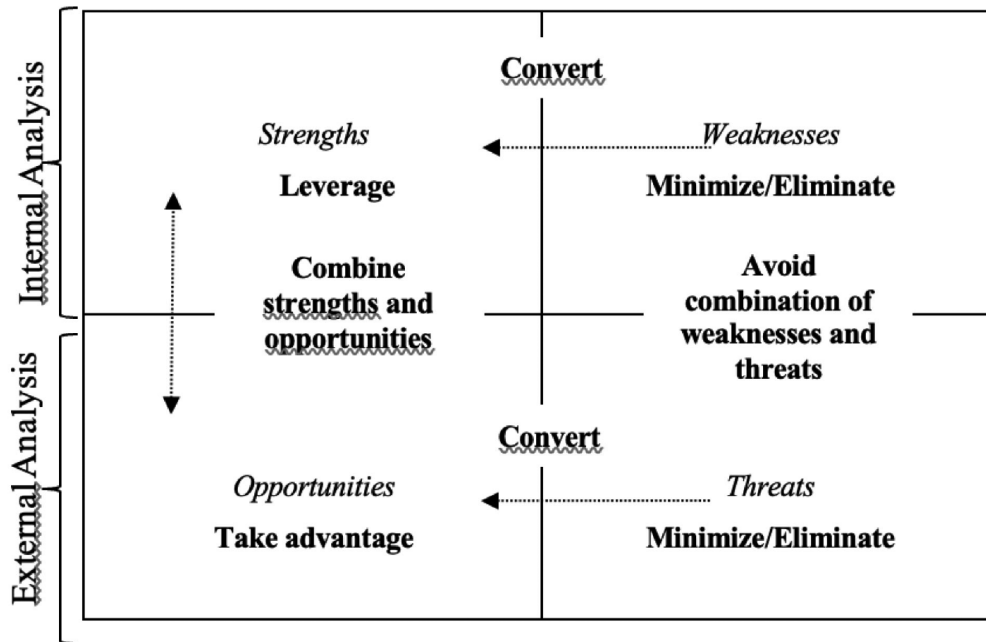 Internal Analysis
Convert
Strengths
Weaknesses
Leverage
Minimize/Eliminate
Combine
strengths and
opportunities
Avoid
combination of
weaknesses and
threats
External Analysis
Convert
Opportunities
Threats
Take advantage
Minimize/Eliminate